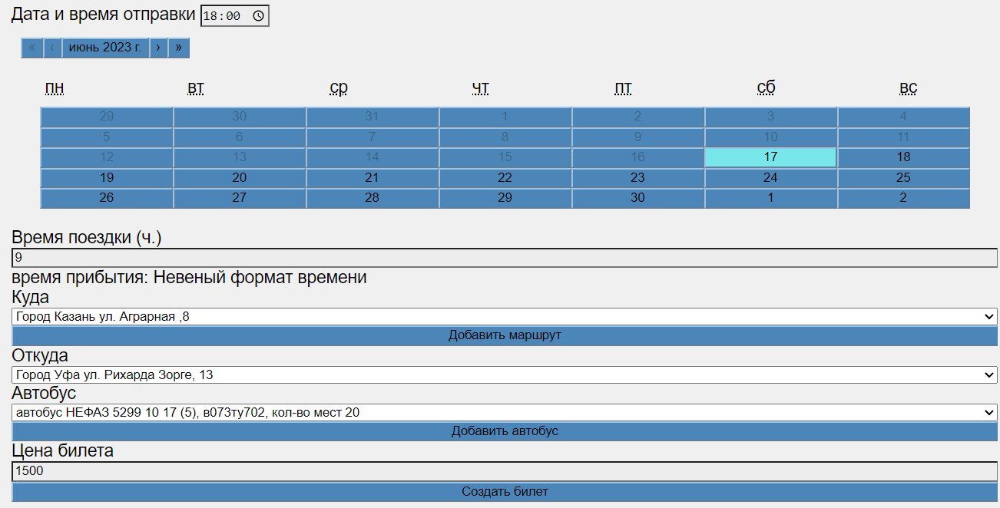 Дата и время отправки 18:00
« ‹ июнь 2023 г. › »
пн вт ср чт пт сб вс
29 30 31 1 2 3 4
5 6 7 8 9 10 11
12 13 14 15 16 17 18
19 20 21 22 23 24 25
26 27 28 29 30 1 2
Время поездки (ч.)
9
время прибытия: Невеный формат времени
Куда
Город Казань ул. Аграрная ,8
Добавить маршрут
Откуда
Город Уфа ул. Рихарда Зорге, 13
Автобус
автобус НЕФАЗ 5299 10 17 (5), в073ту702, кол-во мест 20
Добавить автобус
Цена билета
1500
Создать билет